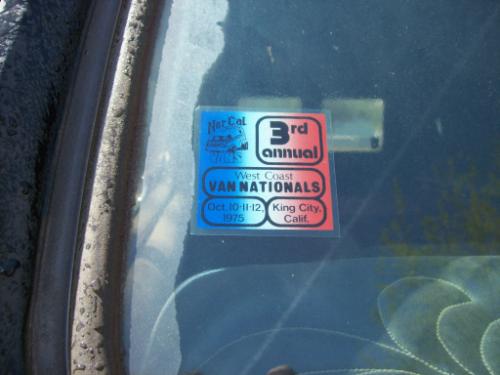 Nor Cal
3rd
annual
West Coast
VAN NATIONALS
Oct. 10-11-12,
1975
King City,
Calif.